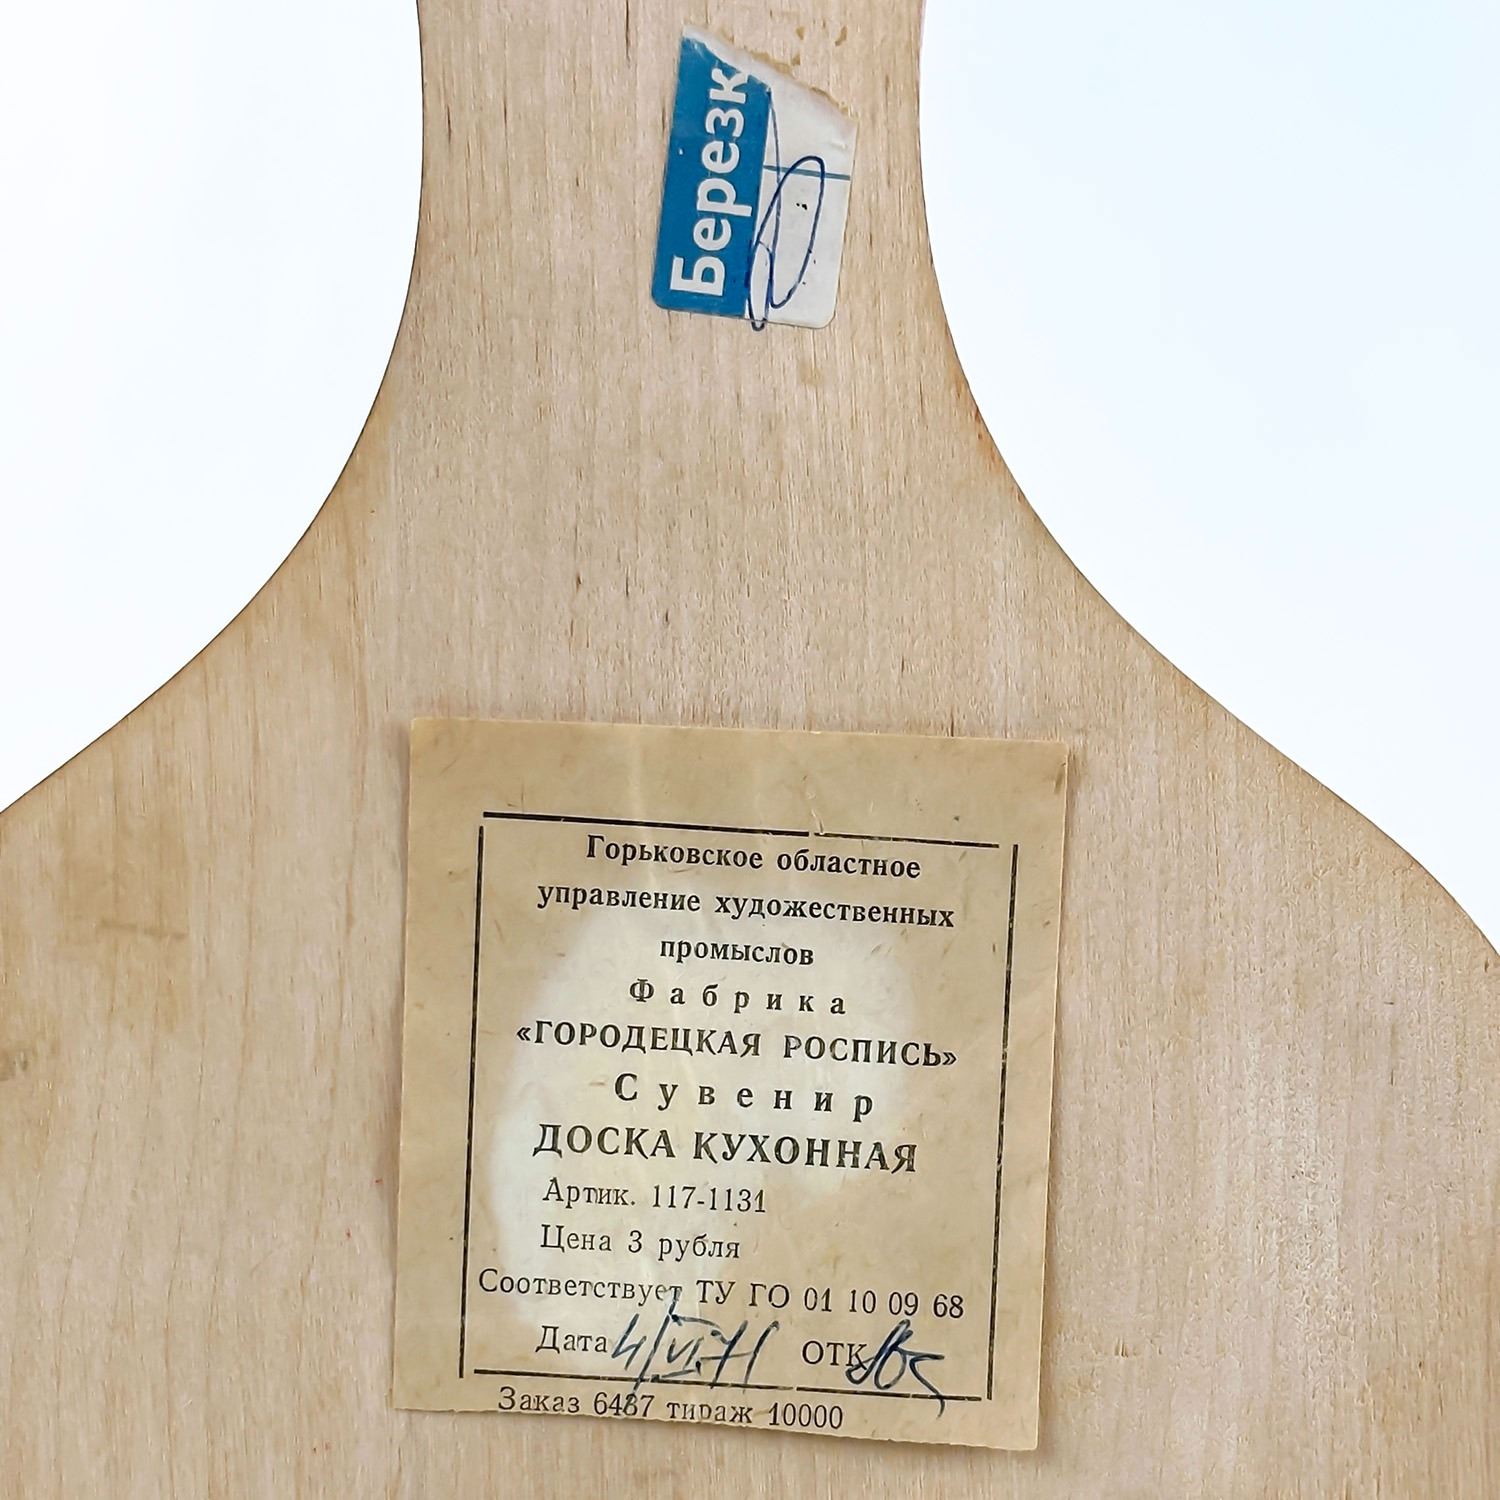 Березк
Горьковское областное
управление художественных
промыслов
Фабрика
«ГОРОДЕЦКАЯ РОСПИСЬ»
Сувенир
ДОСКА КУХОННАЯ
Артик. 117-1131
Цена 3 рубля
Соответствует ТУ ГО 01 10 09 68
Дата 4/VI-71 ОТК
Заказ 6487 тираж 10000